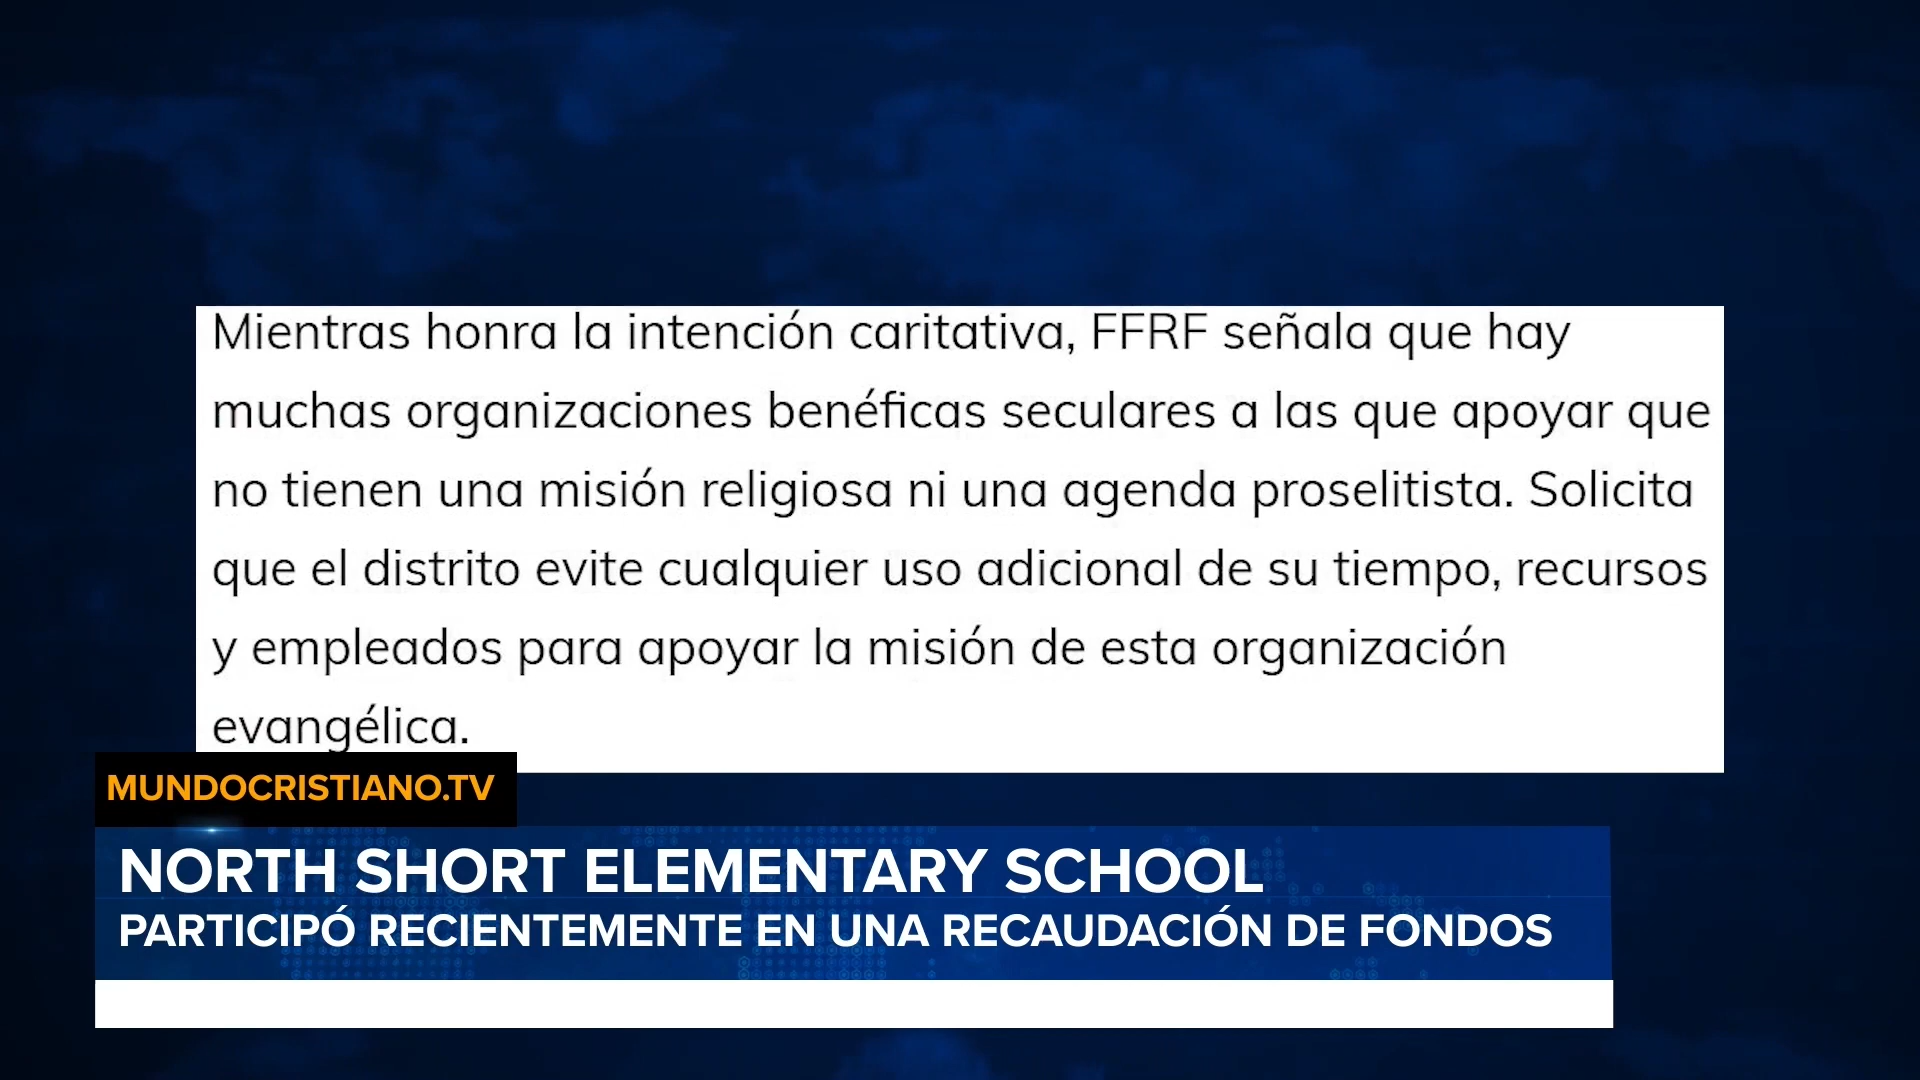 Mientras honra la intención caritativa, FFRF señala que hay
muchas organizaciones benéficas seculares a las que apoyar que
no tienen una misión religiosa ni una agenda proselitista. Solicita
que el distrito evite cualquier uso adicional de su tiempo, recursos
y empleados para apoyar la misión de esta organización
evangélica.
MUNDOCRISTIANO.TV
NORTH SHORT ELEMENTARY SCHOOL
PARTICIPÓ RECIENTEMENTE EN UNA RECAUDACIÓN DE FONDOS